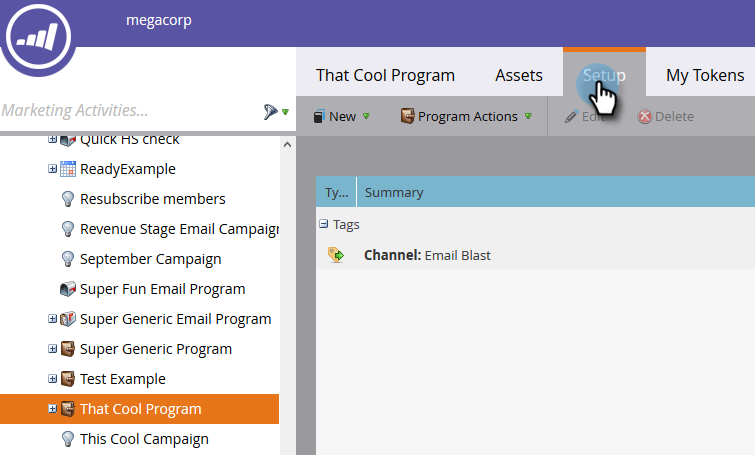 megacorp
That Cool Program Assets Setup My Tokens
Marketing Activities...
New Program Actions Edit Delete
Quick HS check
ReadyExample
Resubscribe members
Revenue Stage Email Campaign
September Campaign
Super Fun Email Program
Super Generic Email Program
Super Generic Program
Test Example
That Cool Program
This Cool Campaign
Ty... Summary
Tags
Channel: Email Blast